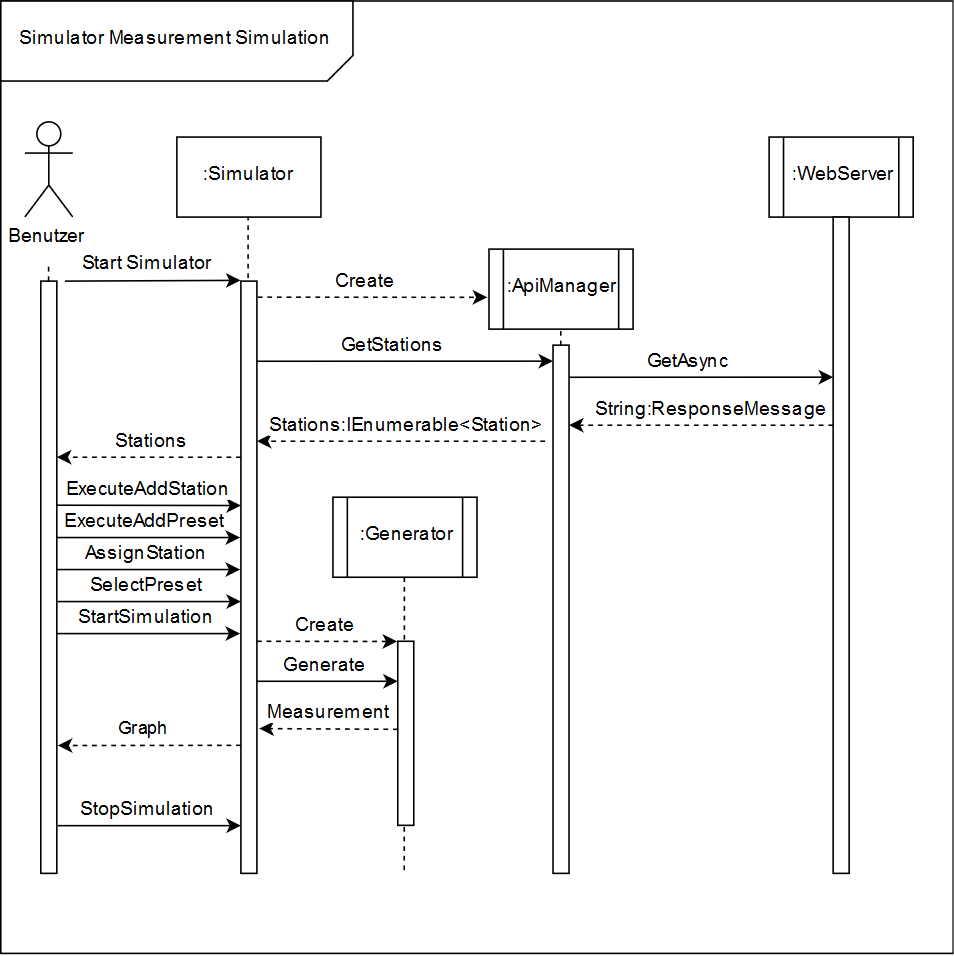 Simulator Measurement Simulation
:Simulator
:WebServer
Benutzer
Start Simulator
Create
:ApiManager
GetStations
GetAsync
String:ResponseMessage
Stations:IEnumerable<Station>
Stations
ExecuteAddStation
ExecuteAddPreset
:Generator
AssignStation
SelectPreset
StartSimulation
Create
Generate
Measurement
Graph
StopSimulation